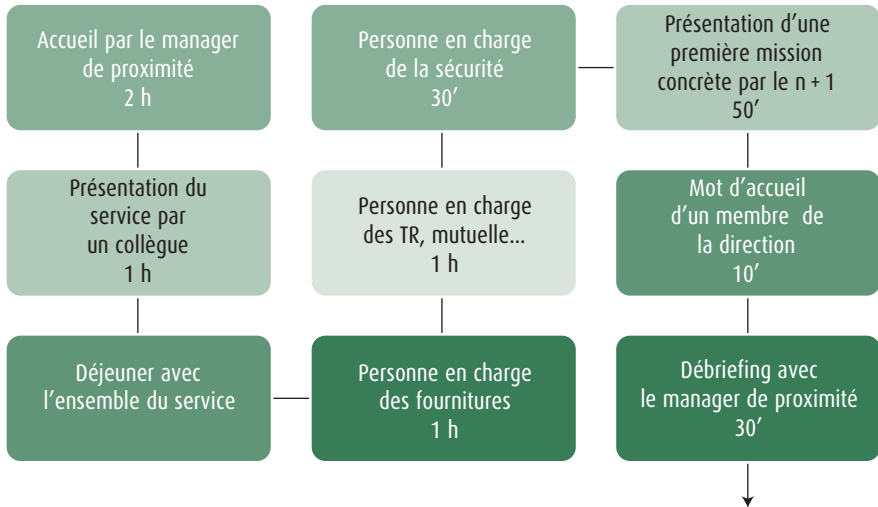 Accueil par le manager
de proximité
2 h
Présentation du
service par
un collègue
1 h
Déjeuner avec
l’ensemble du service
Personne en charge
des fournitures
1 h
Personne en charge
des TR, mutuelle...
1 h
Personne en charge
de la sécurité
30′
Présentation d’une
première mission
concrète par le n + 1
50′
Mot d’accueil
d’un membre de
la direction
10′
Débriefing avec
le manager de proximité
30′